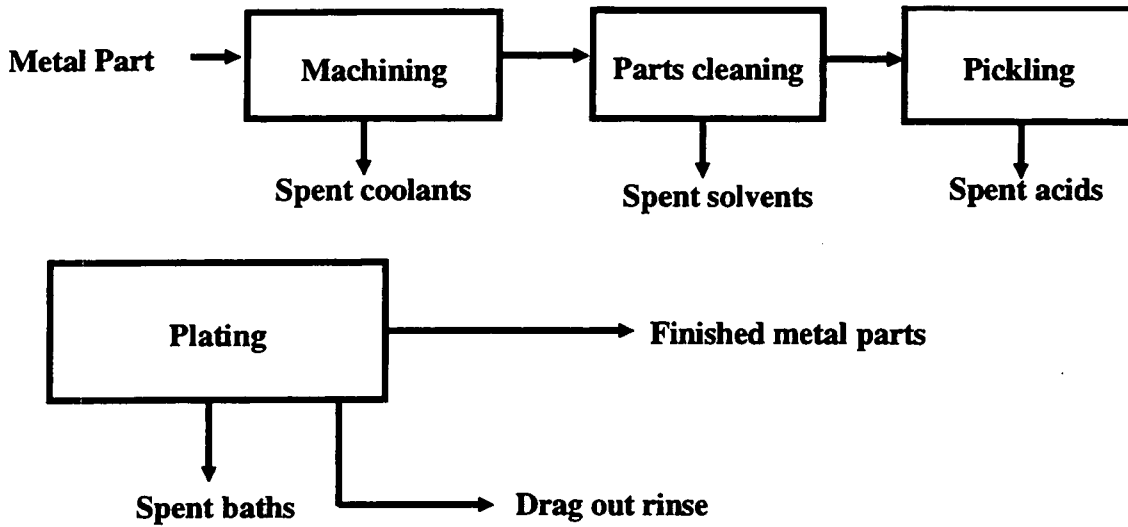 Metal Part
Machining
Parts cleaning
Pickling
Spent coolants
Spent solvents
Spent acids
Plating
Finished metal parts
Spent baths
Drag out rinse